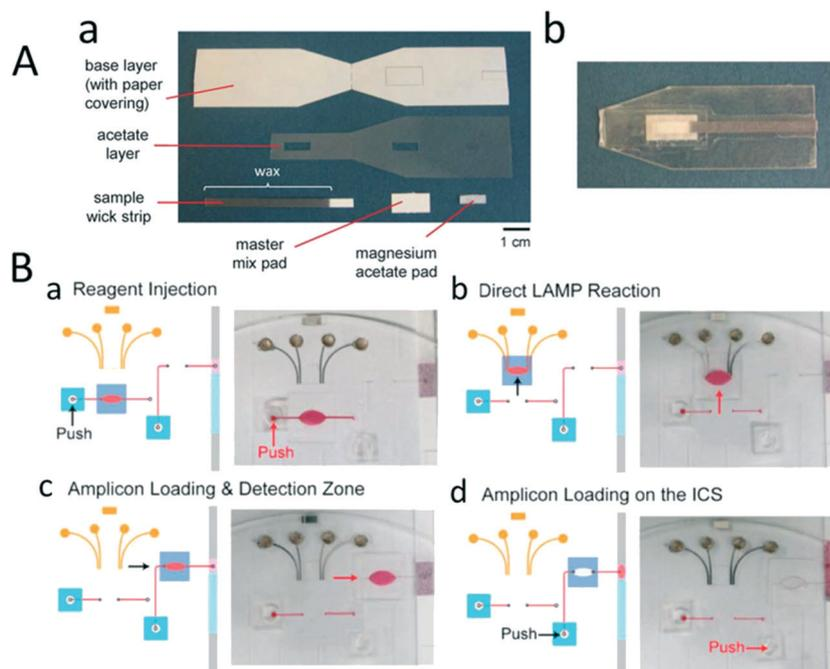 A
a
b
base layer
(with paper
covering)
acetate
layer
wax
sample
wick strip
master
mix pad
magnesium
acetate pad
1 cm
B
a Reagent Injection
b Direct LAMP Reaction
Push
Push
c Amplicon Loading & Detection Zone
d Amplicon Loading on the ICS
Push
Push